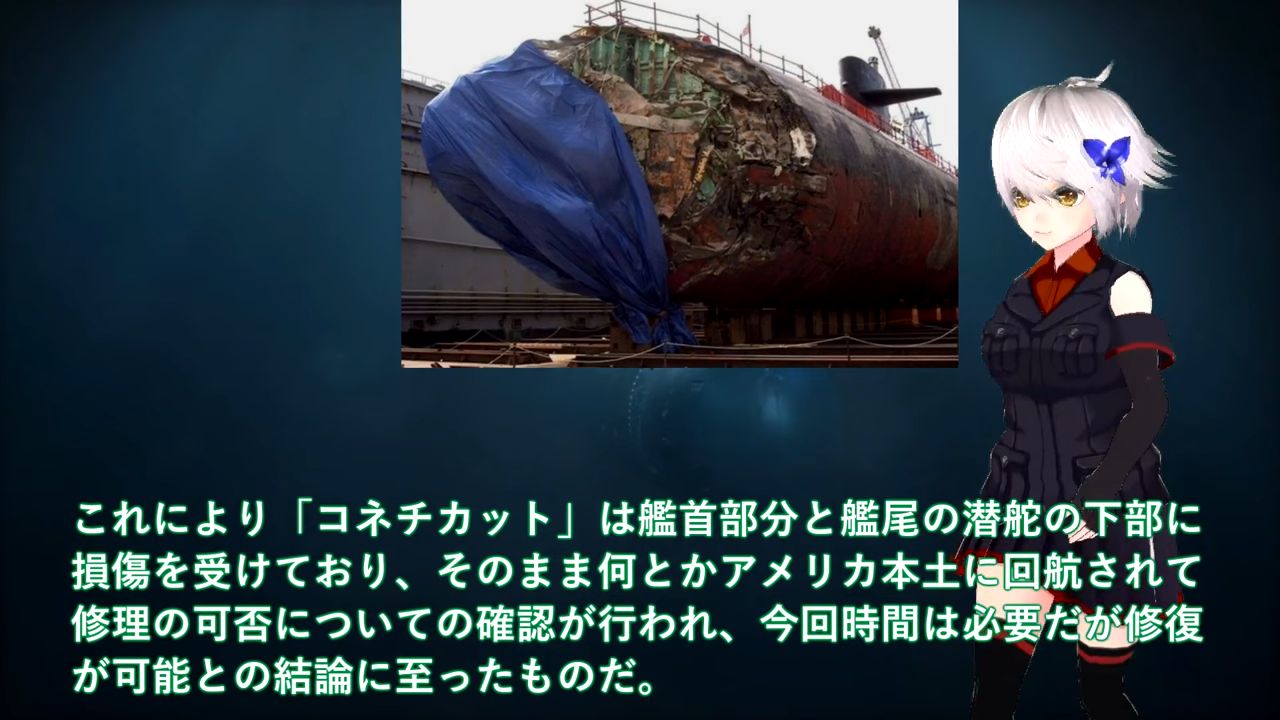 これにより「コネチカット」は艦首部分と艦尾の潜舵の下部に
損傷を受けており、そのまま何とかアメリカ本土に回航されて
修理の可否についての確認が行われ、今回時間は必要だが修復
が可能との結論に至ったものだ。